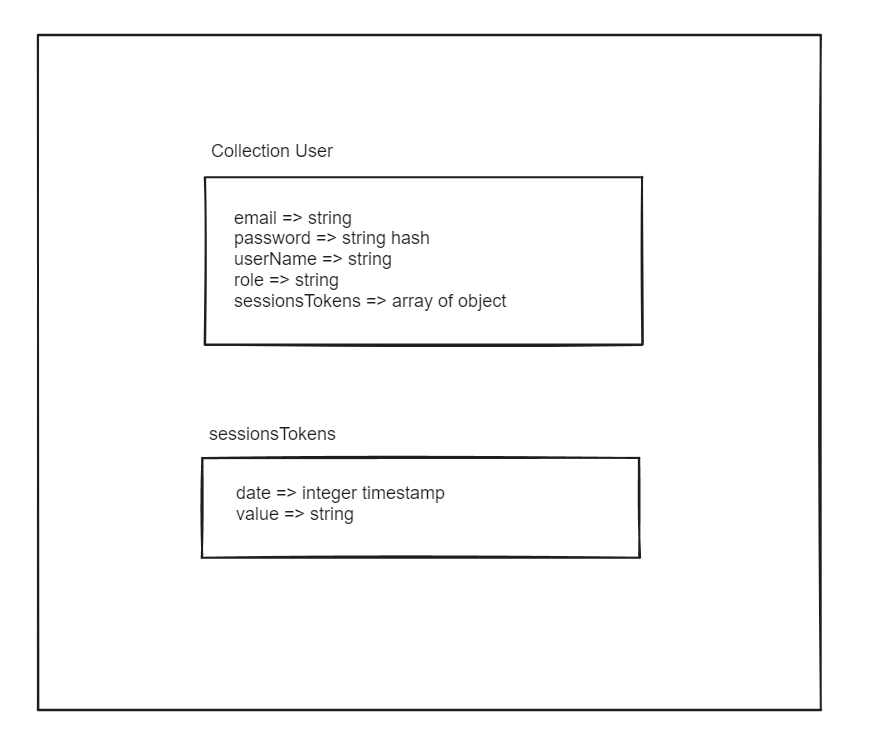 Collection User
email => string
password => string hash
userName => string
role => string
sessionsTokens => array of object
sessionsTokens
date => integer timestamp
value => string